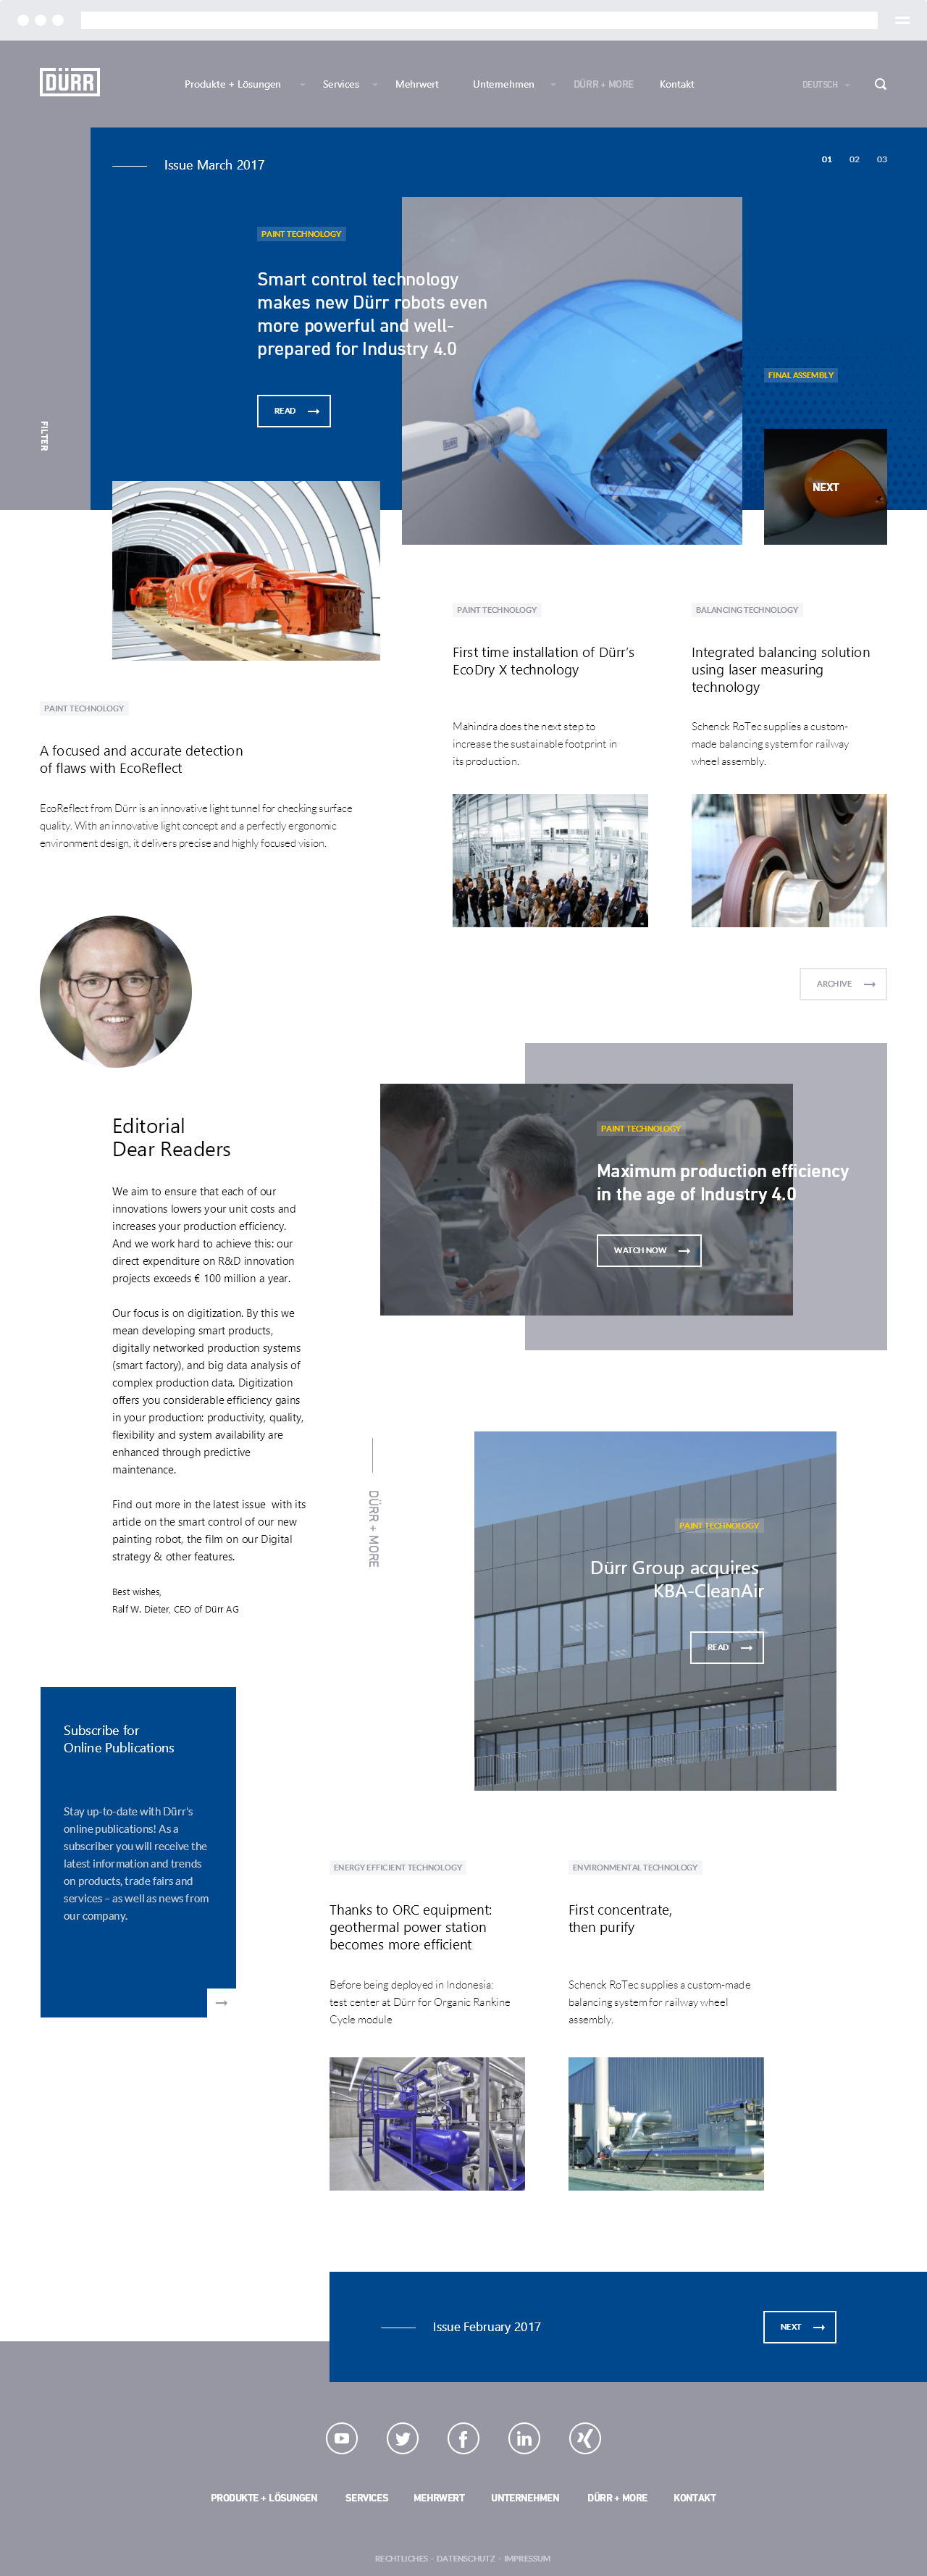 DÜRR
Produkte + Lösungen
Services
Mehrwert
Unternehmen
DÜRR + MORE
Kontakt
DEUTSCH
Issue March 2017
01 02 03
PAINT TECHNOLOGY
Smart control technology
makes new Dürr robots even
more powerful and well-
prepared for Industry 4.0
READ
FINAL ASSEMBLY
NEXT
FILTER
PAINT TECHNOLOGY
A focused and accurate detection
of flaws with EcoReflect
EcoReflect from Dürr is an innovative light tunnel for checking surface
quality. With an innovative light concept and a perfectly ergonomic
environment design, it delivers precise and highly focused vision.
PAINT TECHNOLOGY
First time installation of Dürr’s
EcoDry X technology
Mahindra does the next step to
increase the sustainable footprint in
its production.
BALANCING TECHNOLOGY
Integrated balancing solution
using laser measuring
technology
Schenck RoTec supplies a custom-
made balancing system for railway
wheel assembly.
ARCHIVE
Editorial
Dear Readers
We aim to ensure that each of our
innovations lowers your unit costs and
increases your production efficiency.
And we work hard to achieve this: our
direct expenditure on R&D innovation
projects exceeds € 100 million a year.
Our focus is on digitization. By this we
mean developing smart products,
digitally networked production systems
(smart factory), and big data analysis of
complex production data. Digitization
offers you considerable efficiency gains
in your production: productivity, quality,
flexibility and system availability are
enhanced through predictive
maintenance.
Find out more in the latest issue with its
article on the smart control of our new
painting robot, the film on our Digital
strategy & other features.
Best wishes,
Ralf W. Dieter, CEO of Dürr AG
PAINT TECHNOLOGY
Maximum production efficiency
in the age of Industry 4.0
WATCH NOW
DÜRR + MORE
PAINT TECHNOLOGY
Dürr Group acquires
KBA-CleanAir
READ
Subscribe for
Online Publications
Stay up-to-date with Dürr's
online publications! As a
subscriber you will receive the
latest information and trends
on products, trade fairs and
services – as well as news from
our company.
ENERGY EFFICIENT TECHNOLOGY
Thanks to ORC equipment:
geothermal power station
becomes more efficient
Before being deployed in Indonesia:
test center at Dürr for Organic Rankine
Cycle module
ENVIRONMENTAL TECHNOLOGY
First concentrate,
then purify
Schenck RoTec supplies a custom-made
balancing system for railway wheel
assembly.
Issue February 2017
NEXT
PRODUKTE + LÖSUNGEN
SERVICES
MEHRWERT
UNTERNEHMEN
DÜRR + MORE
KONTAKT
RECHTLICHES - DATENSCHUTZ - IMPRESSUM